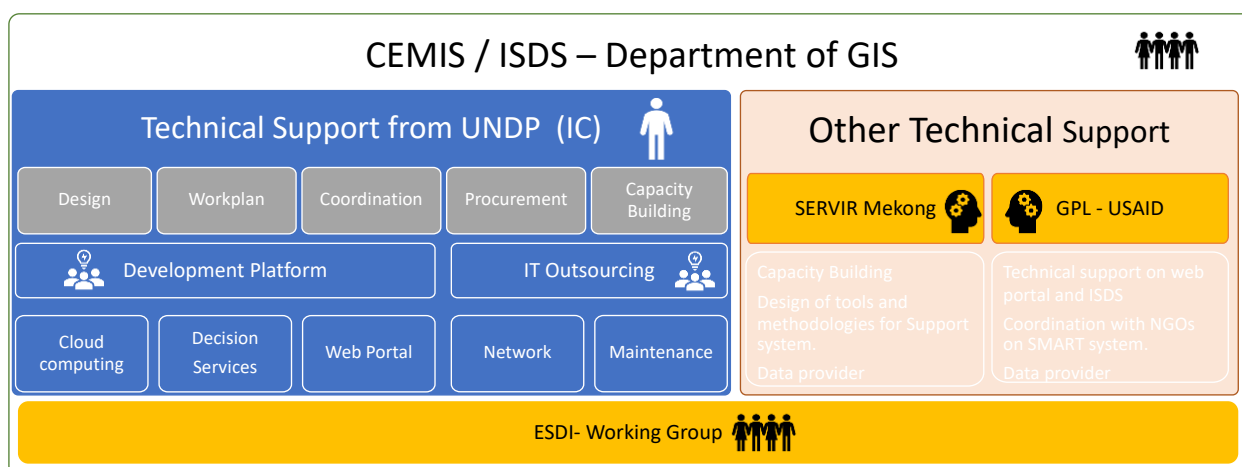 CEMIS / ISDS – Department of GIS
Technical Support from UNDP (IC)
Design
Workplan
Coordination
Procurement
Capacity
Building
Development Platform
IT Outsourcing
Cloud
computing
Decision
Services
Web Portal
Network
Maintenance
Other Technical Support
SERVIR Mekong
GPL - USAID
Capacity Building
Design of tools and
methodologies for Support
system.
Data provider
Technical support on web
portal and ISDS
Coordination with NGOs
on SMART system.
Data provider
ESDI- Working Group